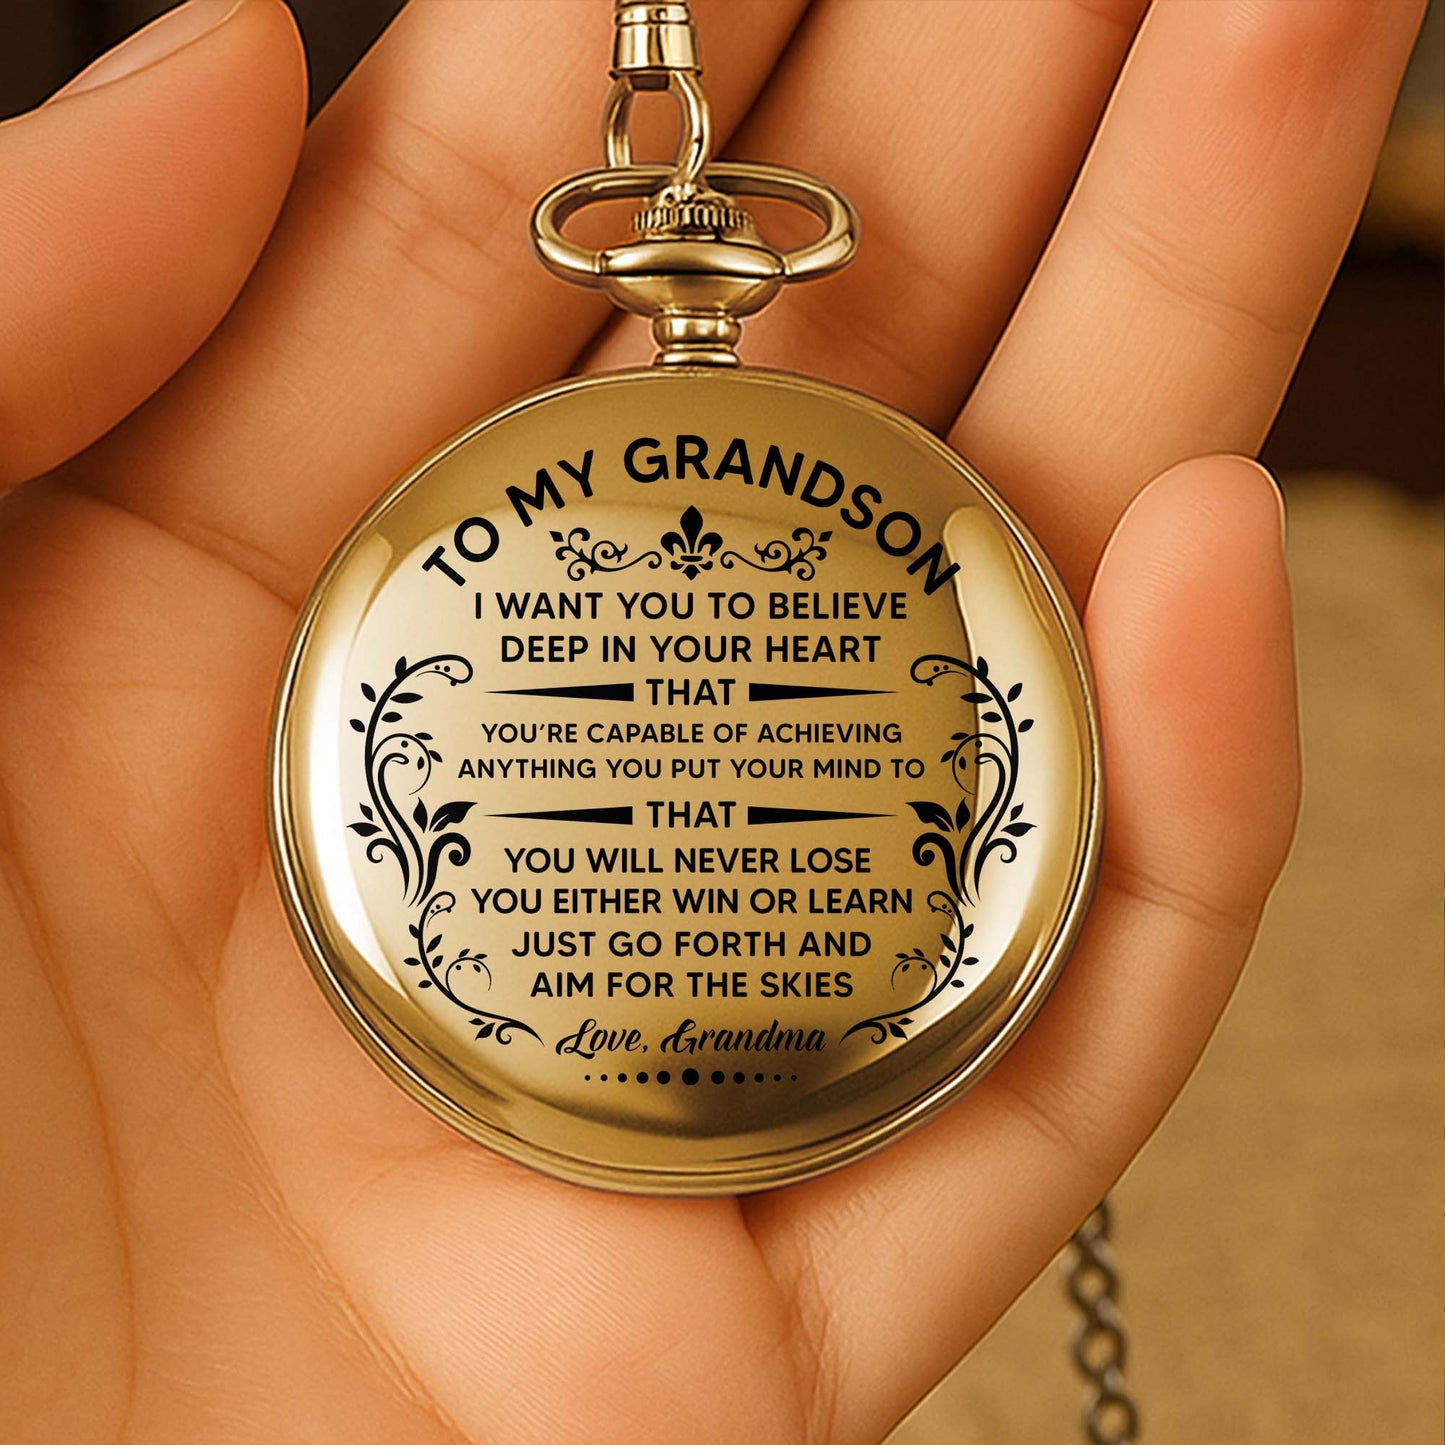 TO MY GRANDSON
I WANT YOU TO BELIEVE
DEEP IN YOUR HEART
THAT
YOU'RE CAPABLE OF ACHIEVING
ANYTHING YOU PUT YOUR MIND TO
THAT
YOU WILL NEVER LOSE
YOU EITHER WIN OR LEARN
JUST GO FORTH AND
AIM FOR THE SKIES
Love, Grandma